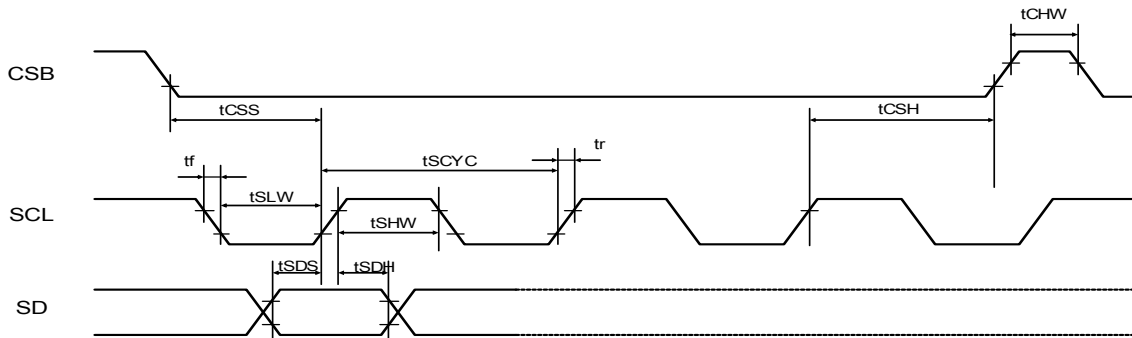 tCHW
CSB
tCSS
tCSH
tr
tf
tSCYC
tSLW
SCL
tSHW
tSDS
tSDH
SD